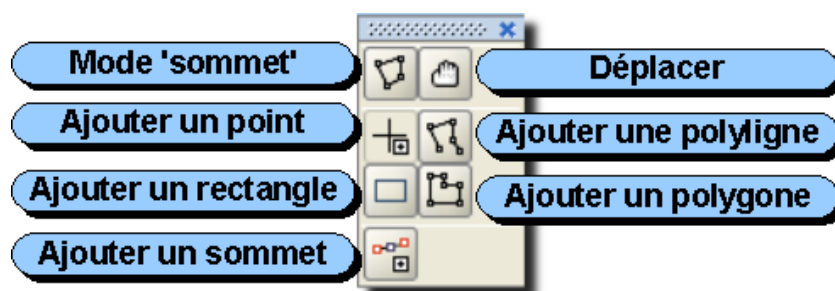 Mode 'sommet'
Déplacer
Ajouter un point
Ajouter une polyligne
Ajouter un rectangle
Ajouter un polygone
Ajouter un sommet